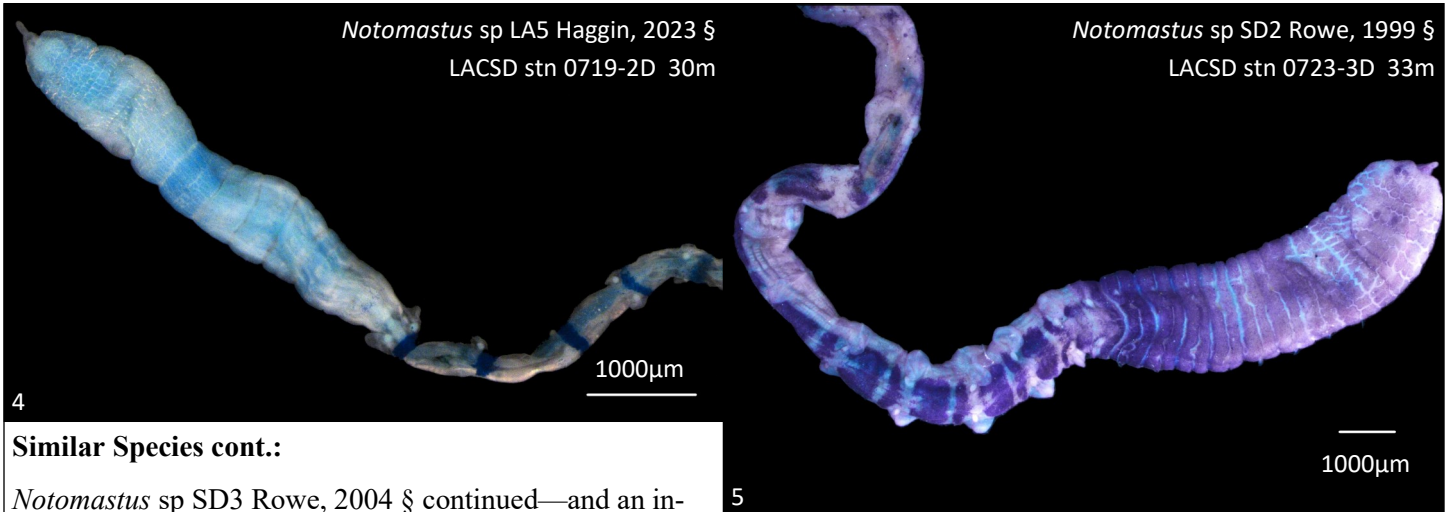 Notomastus sp LA5 Haggin, 2023 §
LACSD stn 0719-2D 30m
1000µm
4
Notomastus sp SD2 Rowe, 1999 §
LACSD stn 0723-3D 33m
1000µm
5
Similar Species cont.:
Notomastus sp SD3 Rowe, 2004 § continued—and an in-